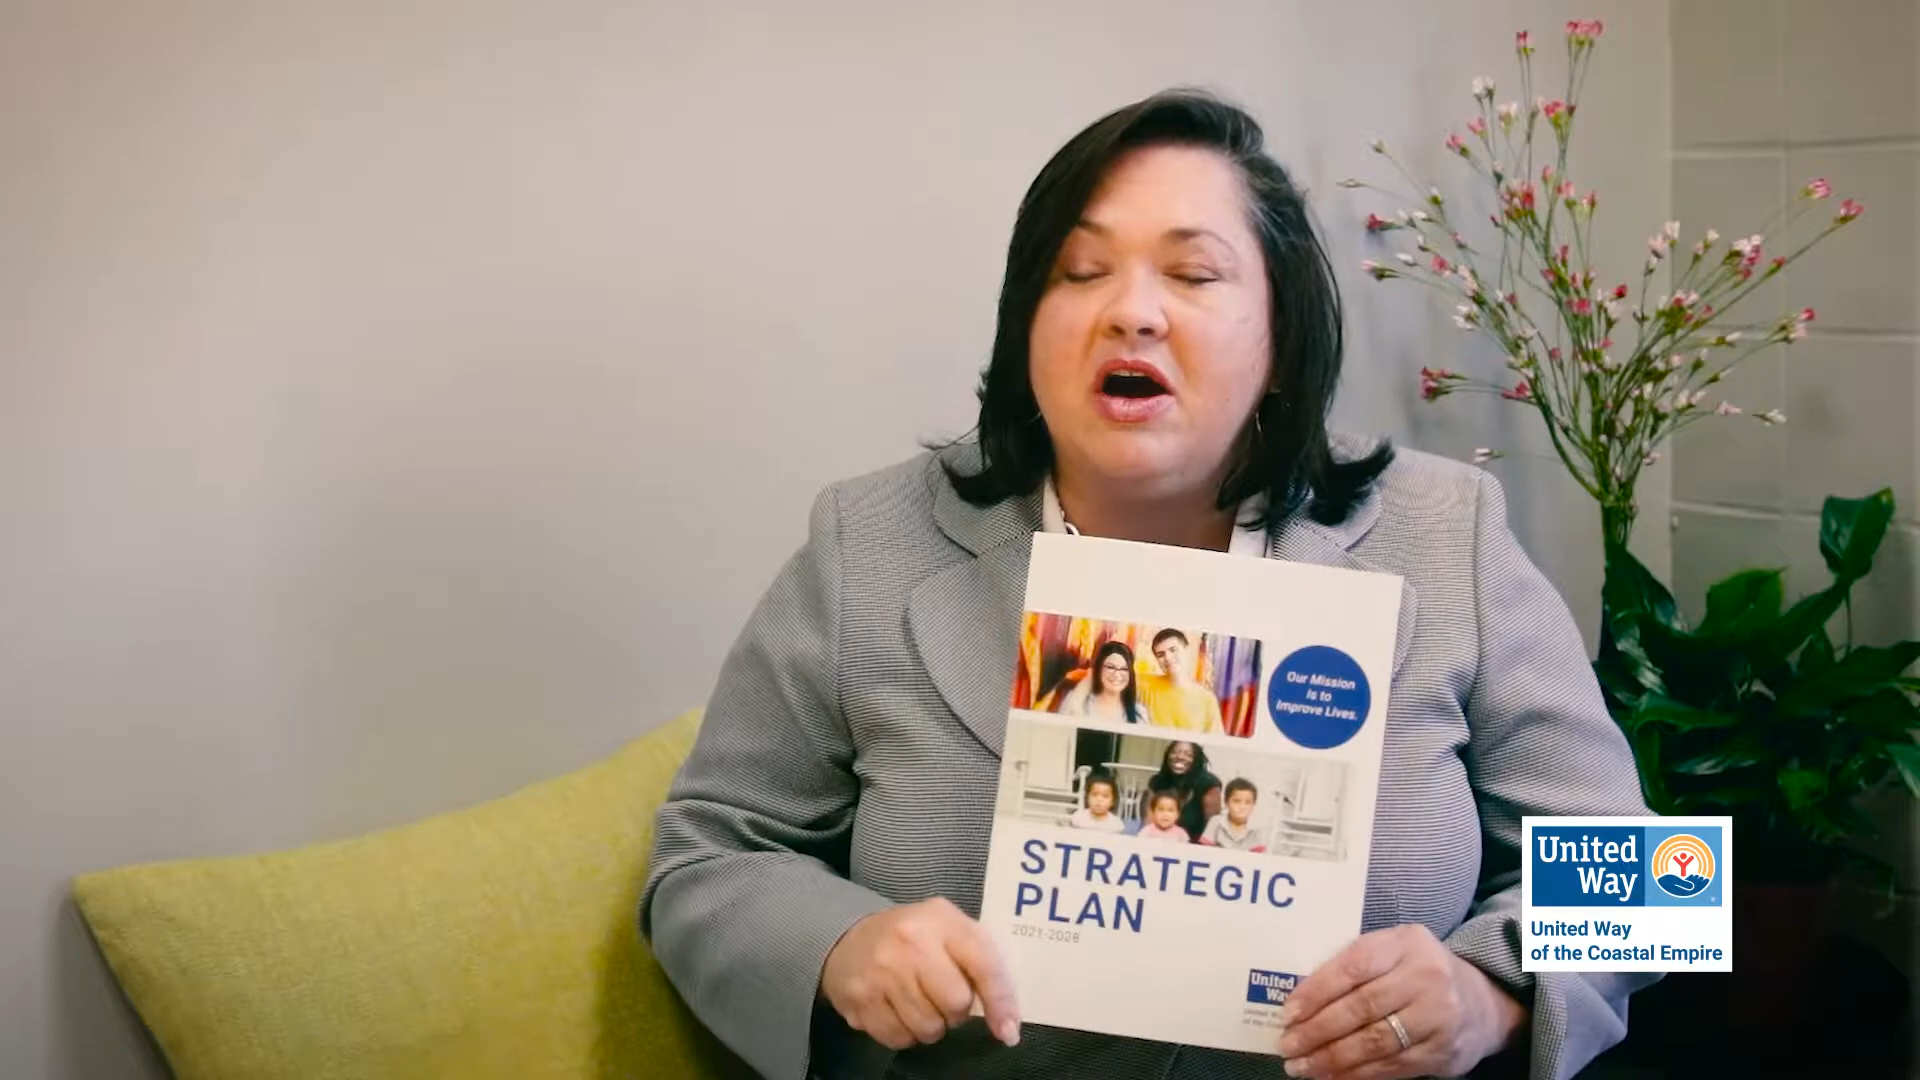 Our Mission
is to
Improve Lives.
STRATEGIC
PLAN
2021-2028
United
Way
United Way
of the Coastal Empire
United
Way